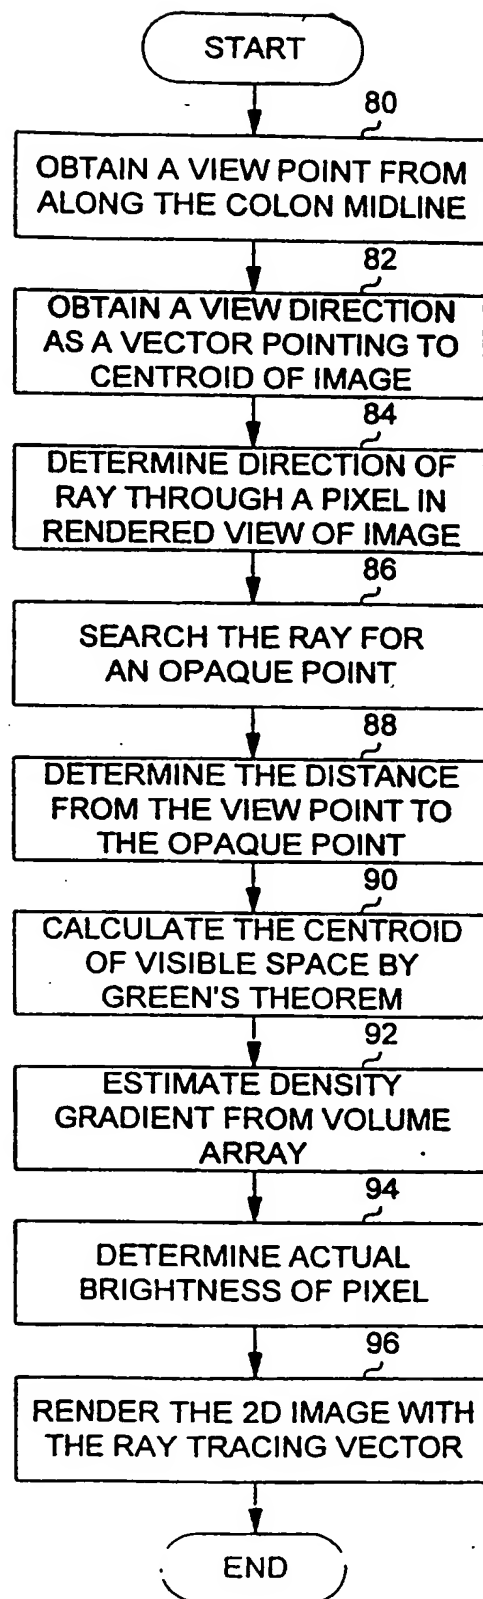 START
80
OBTAIN A VIEW POINT FROM
ALONG THE COLON MIDLINE
82
OBTAIN A VIEW DIRECTION
AS A VECTOR POINTING TO
CENTROID OF IMAGE
84
DETERMINE DIRECTION OF
RAY THROUGH A PIXEL IN
RENDERED VIEW OF IMAGE
86
SEARCH THE RAY FOR
AN OPAQUE POINT
88
DETERMINE THE DISTANCE
FROM THE VIEW POINT TO
THE OPAQUE POINT
90
CALCULATE THE CENTROID
OF VISIBLE SPACE BY
GREEN'S THEOREM
92
ESTIMATE DENSITY
GRADIENT FROM VOLUME
ARRAY
94
DETERMINE ACTUAL
BRIGHTNESS OF PIXEL
96
RENDER THE 2D IMAGE WITH
THE RAY TRACING VECTOR
END